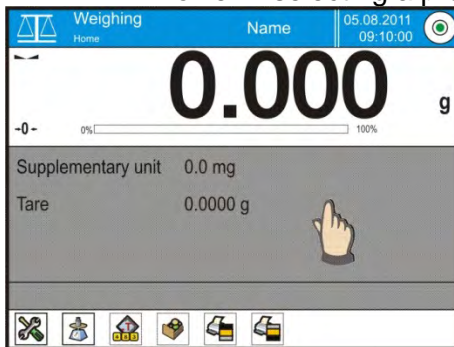 Weighing
Home
Name
05.08.2011
09:10:00
0.000 g
+0+
0% 100%
Supplementary unit 0.0 mg
Tare 0.0000 g